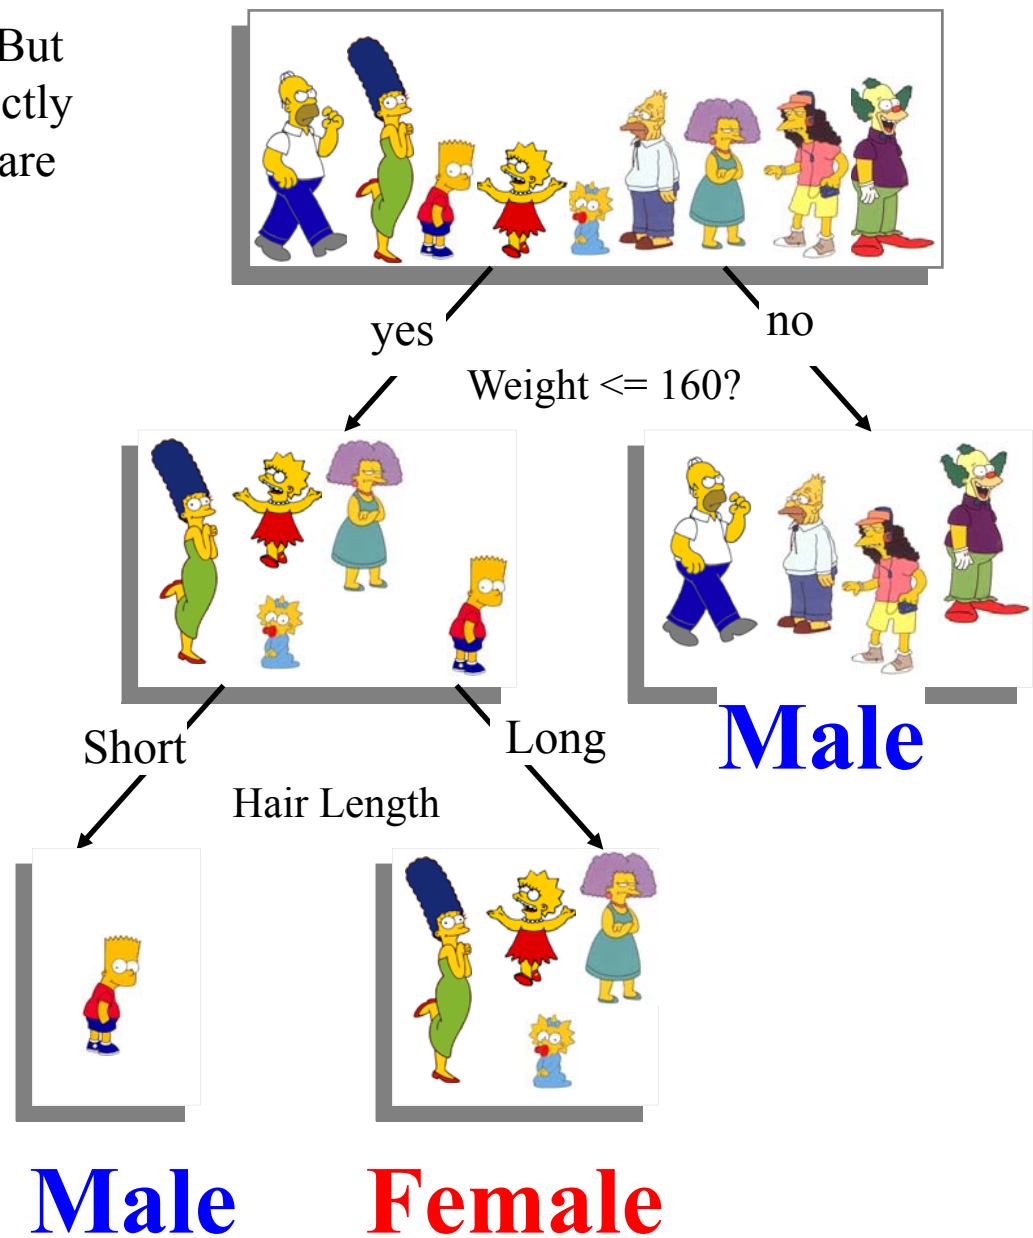 But
ctly
are
yes
no
Weight <= 160?
Short
Long
Male
Hair Length
Male
Female